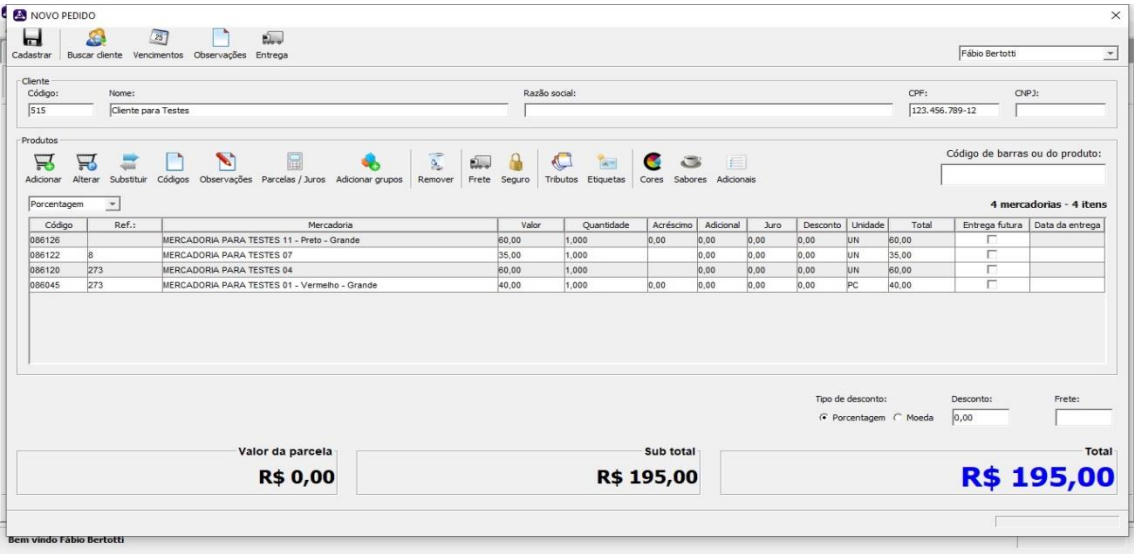 NOVO PEDIDO
Cadastrar Buscar cliente Vencimentos Observações Entrega
Fábio Bertotti
Cliente
Código: Nome: Razão social: CPF: CNPJ:
515 Cliente para Testes 123.456.789-12
Produtos
Código de barras ou do produto:
Adicionar Alterar Substituir Códigos Observações Parcelas / Juros Adicionar grupos Remover Frete Seguro Tributos Etiquetas Cores Sabores Adicionais
Porcentagem 4 mercadorias - 4 itens
Código Ref.: Mercadoria Valor Quantidade Acréscimo Adicional Juro Desconto Unidade Total Entrega futura Data da entrega
086126 MERCADORIA PARA TESTES 11 - Preto - Grande 60,00 1,000 0,00 0,00 0,00 0,00 UN 60,00
086122 8 MERCADORIA PARA TESTES 07 35,00 1,000 0,00 0,00 0,00 UN 35,00
086120 273 MERCADORIA PARA TESTES 04 60,00 1,000 0,00 0,00 0,00 UN 60,00
086045 273 MERCADORIA PARA TESTES 01 - Vermelho - Grande 40,00 1,000 0,00 0,00 0,00 0,00 PC 40,00
Tipo de desconto: Desconto: Frete:
Porcentagem Moeda 0,00
Valor da parcela Sub total Total
R$ 0,00 R$ 195,00 R$ 195,00
Bem vindo Fábio Bertotti